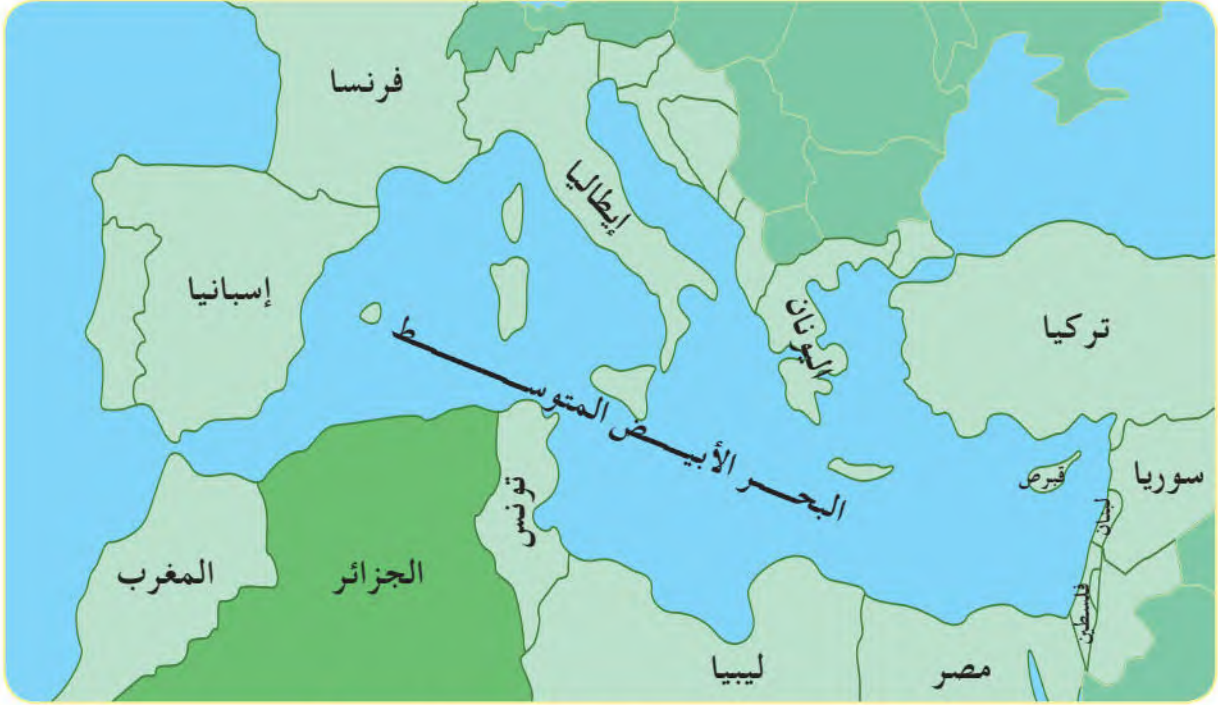 فرنسا
إيطاليا
إسبانيا
اليونان
تركيا
البحر الأبيض المتوسط
قبرص
سوريا
لبنان
تونس
المغرب
الجزائر
فلسطين
ليبيا
مصر